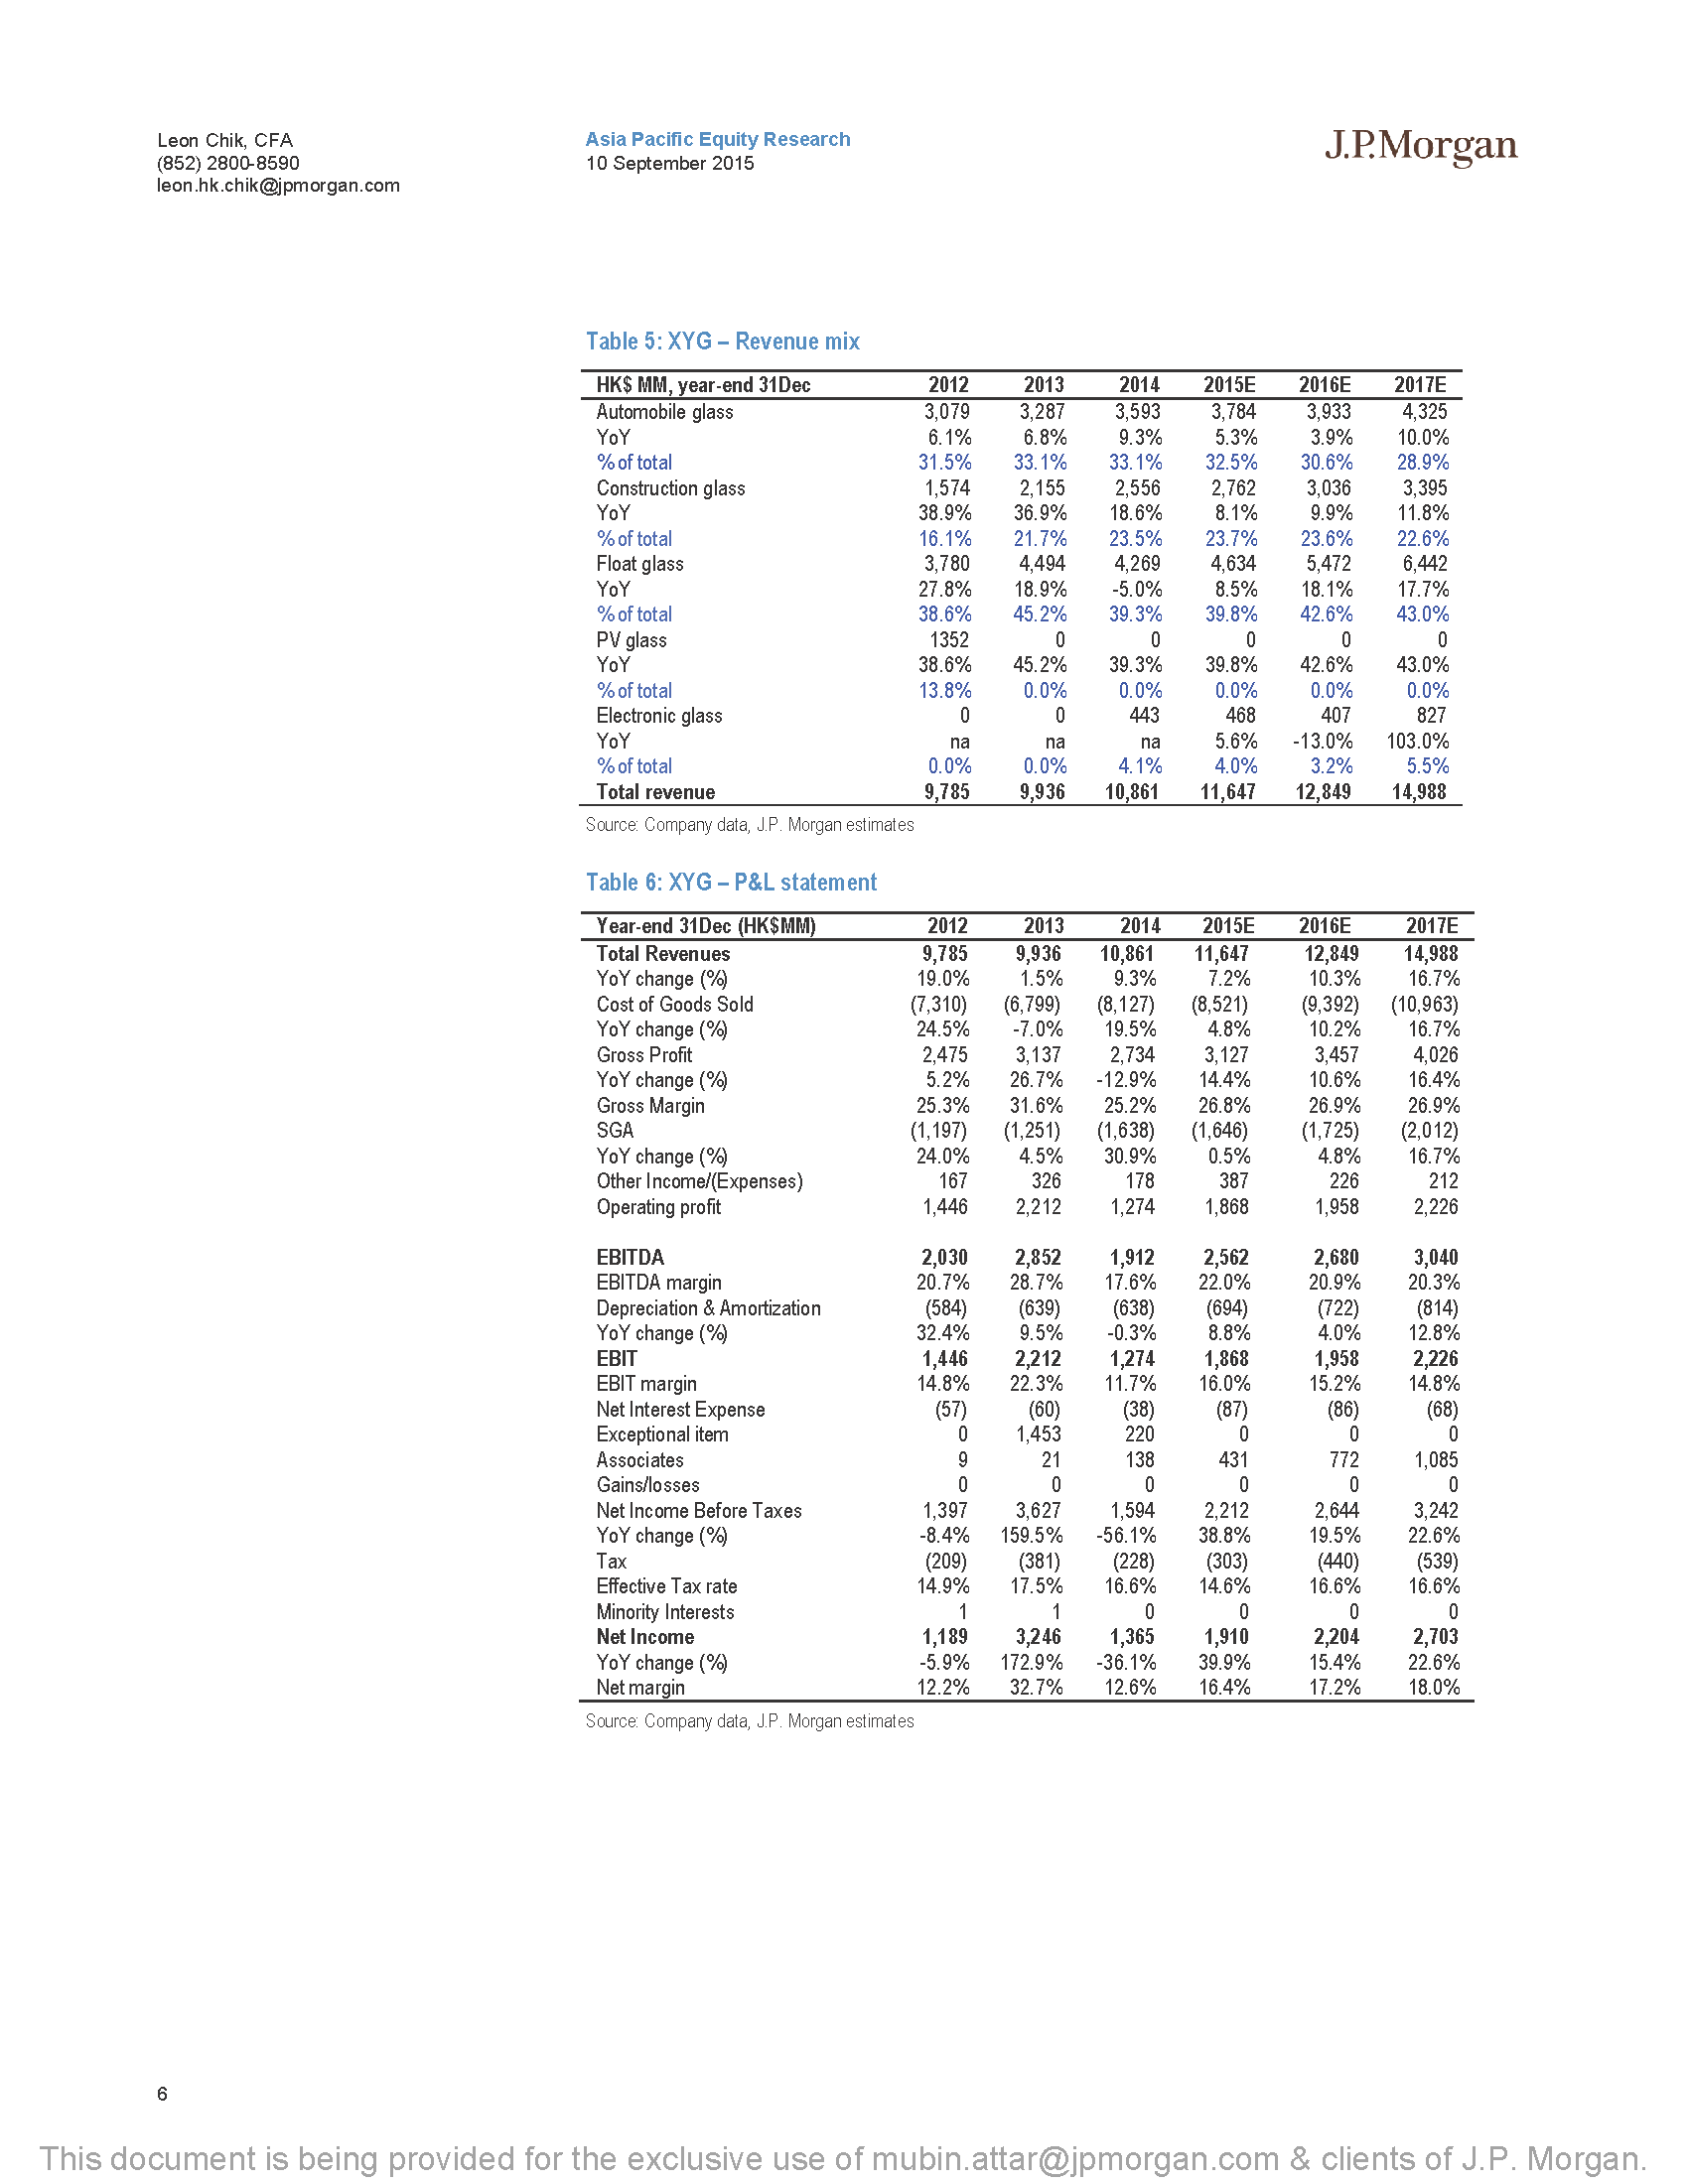 Leon Chik, CFA
(852) 2800-8590
leon.hk.chik@jpmorgan.com
Asia Pacific Equity Research
10 September 2015
J.P.Morgan
Table 5: XYG – Revenue mix
HK$ MM, year-end 31Dec 2012 2013 2014 2015E 2016E 2017E
Automobile glass 3,079 3,287 3,593 3,784 3,933 4,325
YoY 6.1% 6.8% 9.3% 5.3% 3.9% 10.0%
% of total 31.5% 33.1% 33.1% 32.5% 30.6% 28.9%
Construction glass 1,574 2,155 2,556 2,762 3,036 3,395
YoY 38.9% 36.9% 18.6% 8.1% 9.9% 11.8%
% of total 16.1% 21.7% 23.5% 23.7% 23.6% 22.6%
Float glass 3,780 4,494 4,269 4,634 5,472 6,442
YoY 27.8% 18.9% -5.0% 8.5% 18.1% 17.7%
% of total 38.6% 45.2% 39.3% 39.8% 42.6% 43.0%
PV glass 1352 0 0 0 0 0
YoY 38.6% 45.2% 39.3% 39.8% 42.6% 43.0%
% of total 13.8% 0.0% 0.0% 0.0% 0.0% 0.0%
Electronic glass 0 0 443 468 407 827
YoY na na na 5.6% -13.0% 103.0%
% of total 0.0% 0.0% 4.1% 4.0% 3.2% 5.5%
Total revenue 9,785 9,936 10,861 11,647 12,849 14,988
Source: Company data, J.P. Morgan estimates
Table 6: XYG – P&L statement
Year-end 31Dec (HK$MM) 2012 2013 2014 2015E 2016E 2017E
Total Revenues 9,785 9,936 10,861 11,647 12,849 14,988
YoY change (%) 19.0% 1.5% 9.3% 7.2% 10.3% 16.7%
Cost of Goods Sold (7,310) (6,799) (8,127) (8,521) (9,392) (10,963)
YoY change (%) 24.5% -7.0% 19.5% 4.8% 10.2% 16.7%
Gross Profit 2,475 3,137 2,734 3,127 3,457 4,026
YoY change (%) 5.2% 26.7% -12.9% 14.4% 10.6% 16.4%
Gross Margin 25.3% 31.6% 25.2% 26.8% 26.9% 26.9%
SGA (1,197) (1,251) (1,638) (1,646) (1,725) (2,012)
YoY change (%) 24.0% 4.5% 30.9% 0.5% 4.8% 16.7%
Other Income/(Expenses) 167 326 178 387 226 212
Operating profit 1,446 2,212 1,274 1,868 1,958 2,226
EBITDA 2,030 2,852 1,912 2,562 2,680 3,040
EBITDA margin 20.7% 28.7% 17.6% 22.0% 20.9% 20.3%
Depreciation & Amortization (584) (639) (638) (694) (722) (814)
YoY change (%) 32.4% 9.5% -0.3% 8.8% 4.0% 12.8%
EBIT 1,446 2,212 1,274 1,868 1,958 2,226
EBIT margin 14.8% 22.3% 11.7% 16.0% 15.2% 14.8%
Net Interest Expense (57) (60) (38) (87) (86) (68)
Exceptional item 0 1,453 220 0 0 0
Associates 9 21 138 431 772 1,085
Gains/losses 0 0 0 0 0 0
Net Income Before Taxes 1,397 3,627 1,594 2,212 2,644 3,242
YoY change (%) -8.4% 159.5% -56.1% 38.8% 19.5% 22.6%
Tax (209) (381) (228) (303) (440) (539)
Effective Tax rate 14.9% 17.5% 16.6% 14.6% 16.6% 16.6%
Minority Interests 1 1 0 0 0 0
Net Income 1,189 3,246 1,365 1,910 2,204 2,703
YoY change (%) -5.9% 172.9% -36.1% 39.9% 15.4% 22.6%
Net margin 12.2% 32.7% 12.6% 16.4% 17.2% 18.0%
Source: Company data, J.P. Morgan estimates
6
This document is being provided for the exclusive use of mubin.attar@jpmorgan.com & clients of J.P. Morgan.